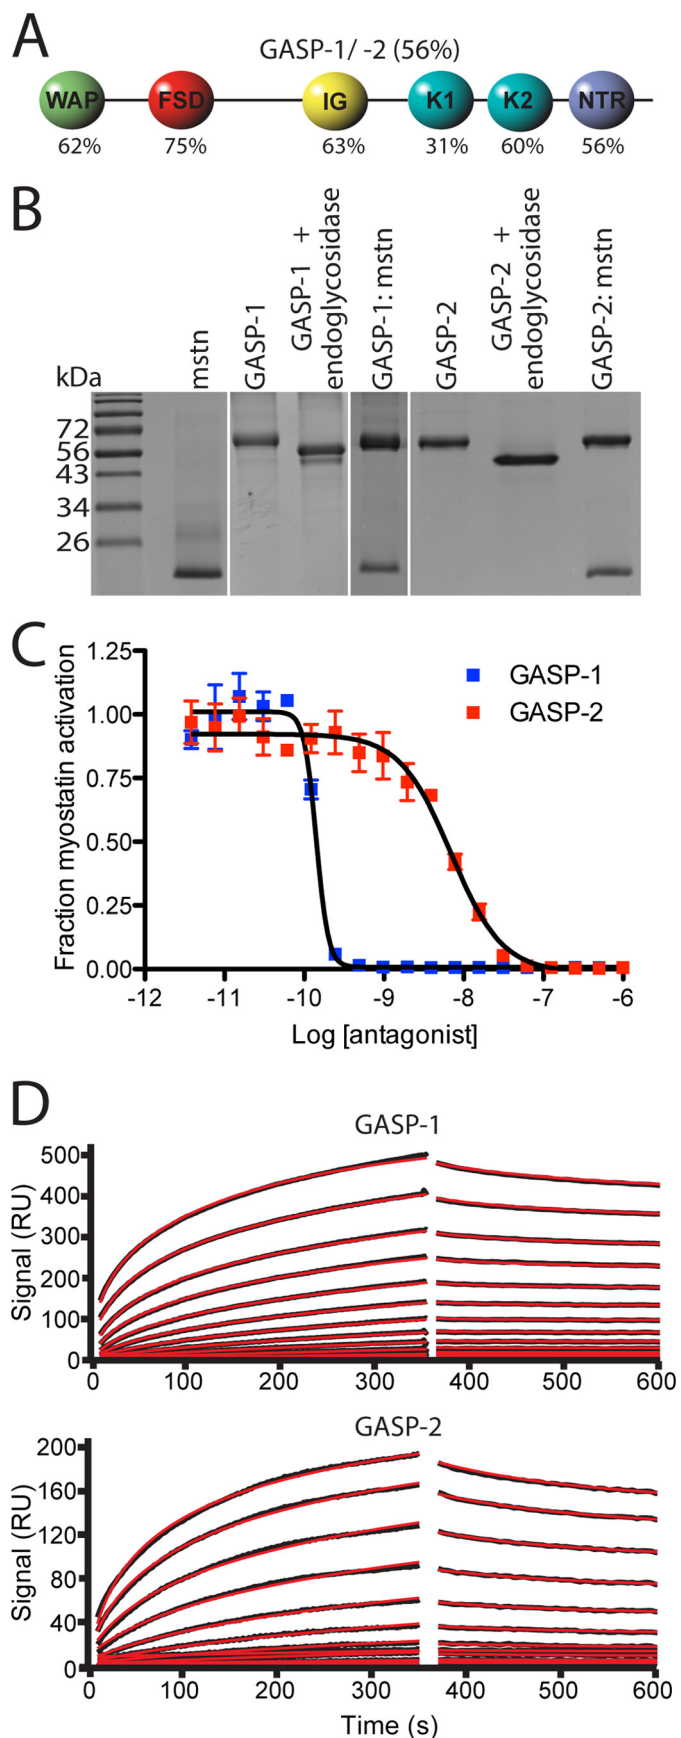 A
GASP-1/ -2 (56%)
WAP FSD IG K1 K2 NTR
62% 75% 63% 31% 60% 56%
B
kDa
mstn
GASP-1
GASP-1 +
endoglycosidase
GASP-1: mstn
GASP-2
GASP-2 +
endoglycosidase
GASP-2: mstn
72
56
43
34
26
C
Fraction myostatin activation
1.25
1.00
0.75
0.50
0.25
0.00
GASP-1
GASP-2
-12 -11 -10 -9 -8 -7 -6
Log [antagonist]
D
GASP-1
Signal (RU)
500
400
300
200
100
0
0 100 200 300 400 500 600
GASP-2
Signal (RU)
200
160
120
80
40
0
0 100 200 300 400 500 600
Time (s)